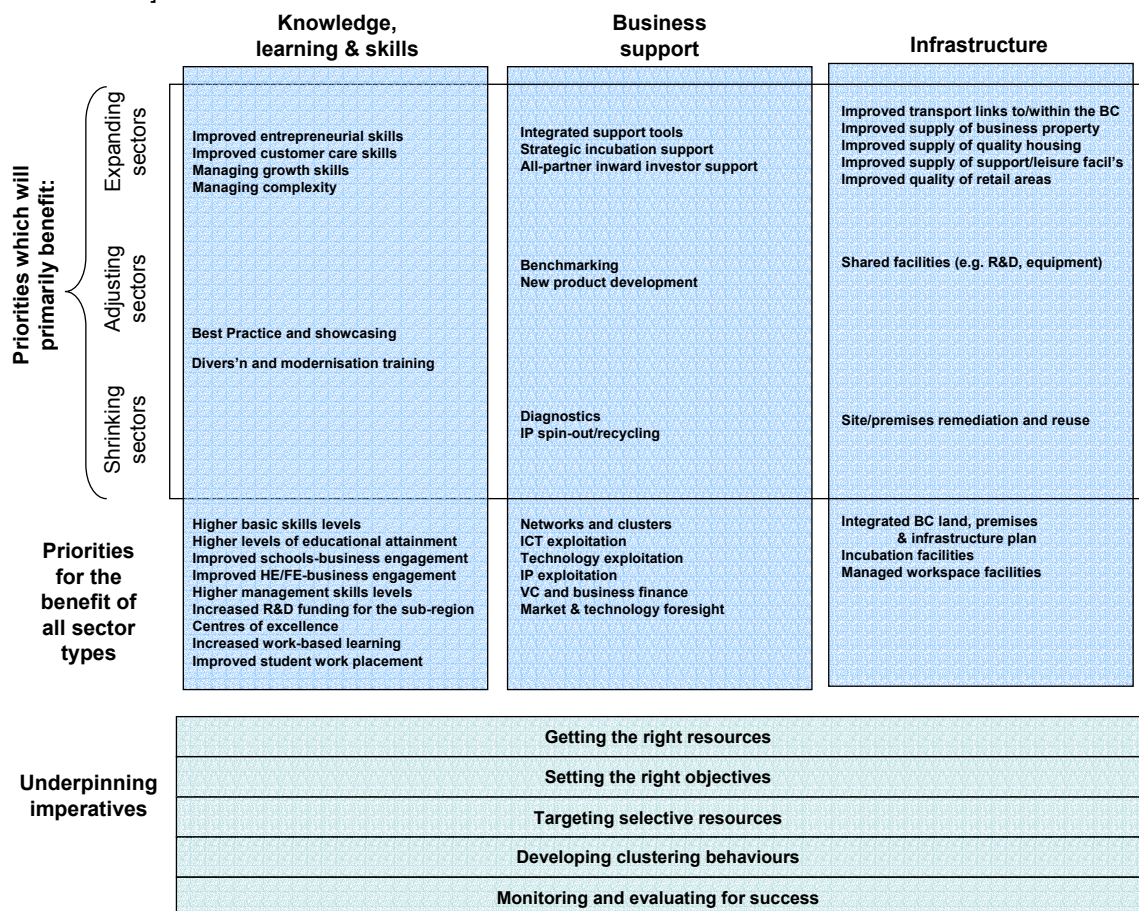 ]
Knowledge,
learning & skills
Business
support
Infrastructure
Priorities which will
primarily benefit:
Expanding
sectors
Improved entrepreneurial skills
Improved customer care skills
Managing growth skills
Managing complexity
Integrated support tools
Strategic incubation support
All-partner inward investor support
Improved transport links to/within the BC
Improved supply of business property
Improved supply of quality housing
Improved supply of support/leisure facil's
Improved quality of retail areas
Adjusting
sectors
Benchmarking
New product development
Shared facilities (e.g. R&D, equipment)
Best Practice and showcasing
Divers'n and modernisation training
Shrinking
sectors
Diagnostics
IP spin-out/recycling
Site/premises remediation and reuse
Priorities
for the
benefit of
all sector
types
Higher basic skills levels
Higher levels of educational attainment
Improved schools-business engagement
Improved HE/FE-business engagement
Higher management skills levels
Increased R&D funding for the sub-region
Centres of excellence
Increased work-based learning
Improved student work placement
Networks and clusters
ICT exploitation
Technology exploitation
IP exploitation
VC and business finance
Market & technology foresight
Integrated BC land, premises
& infrastructure plan
Incubation facilities
Managed workspace facilities
Underpinning
imperatives
Getting the right resources
Setting the right objectives
Targeting selective resources
Developing clustering behaviours
Monitoring and evaluating for success